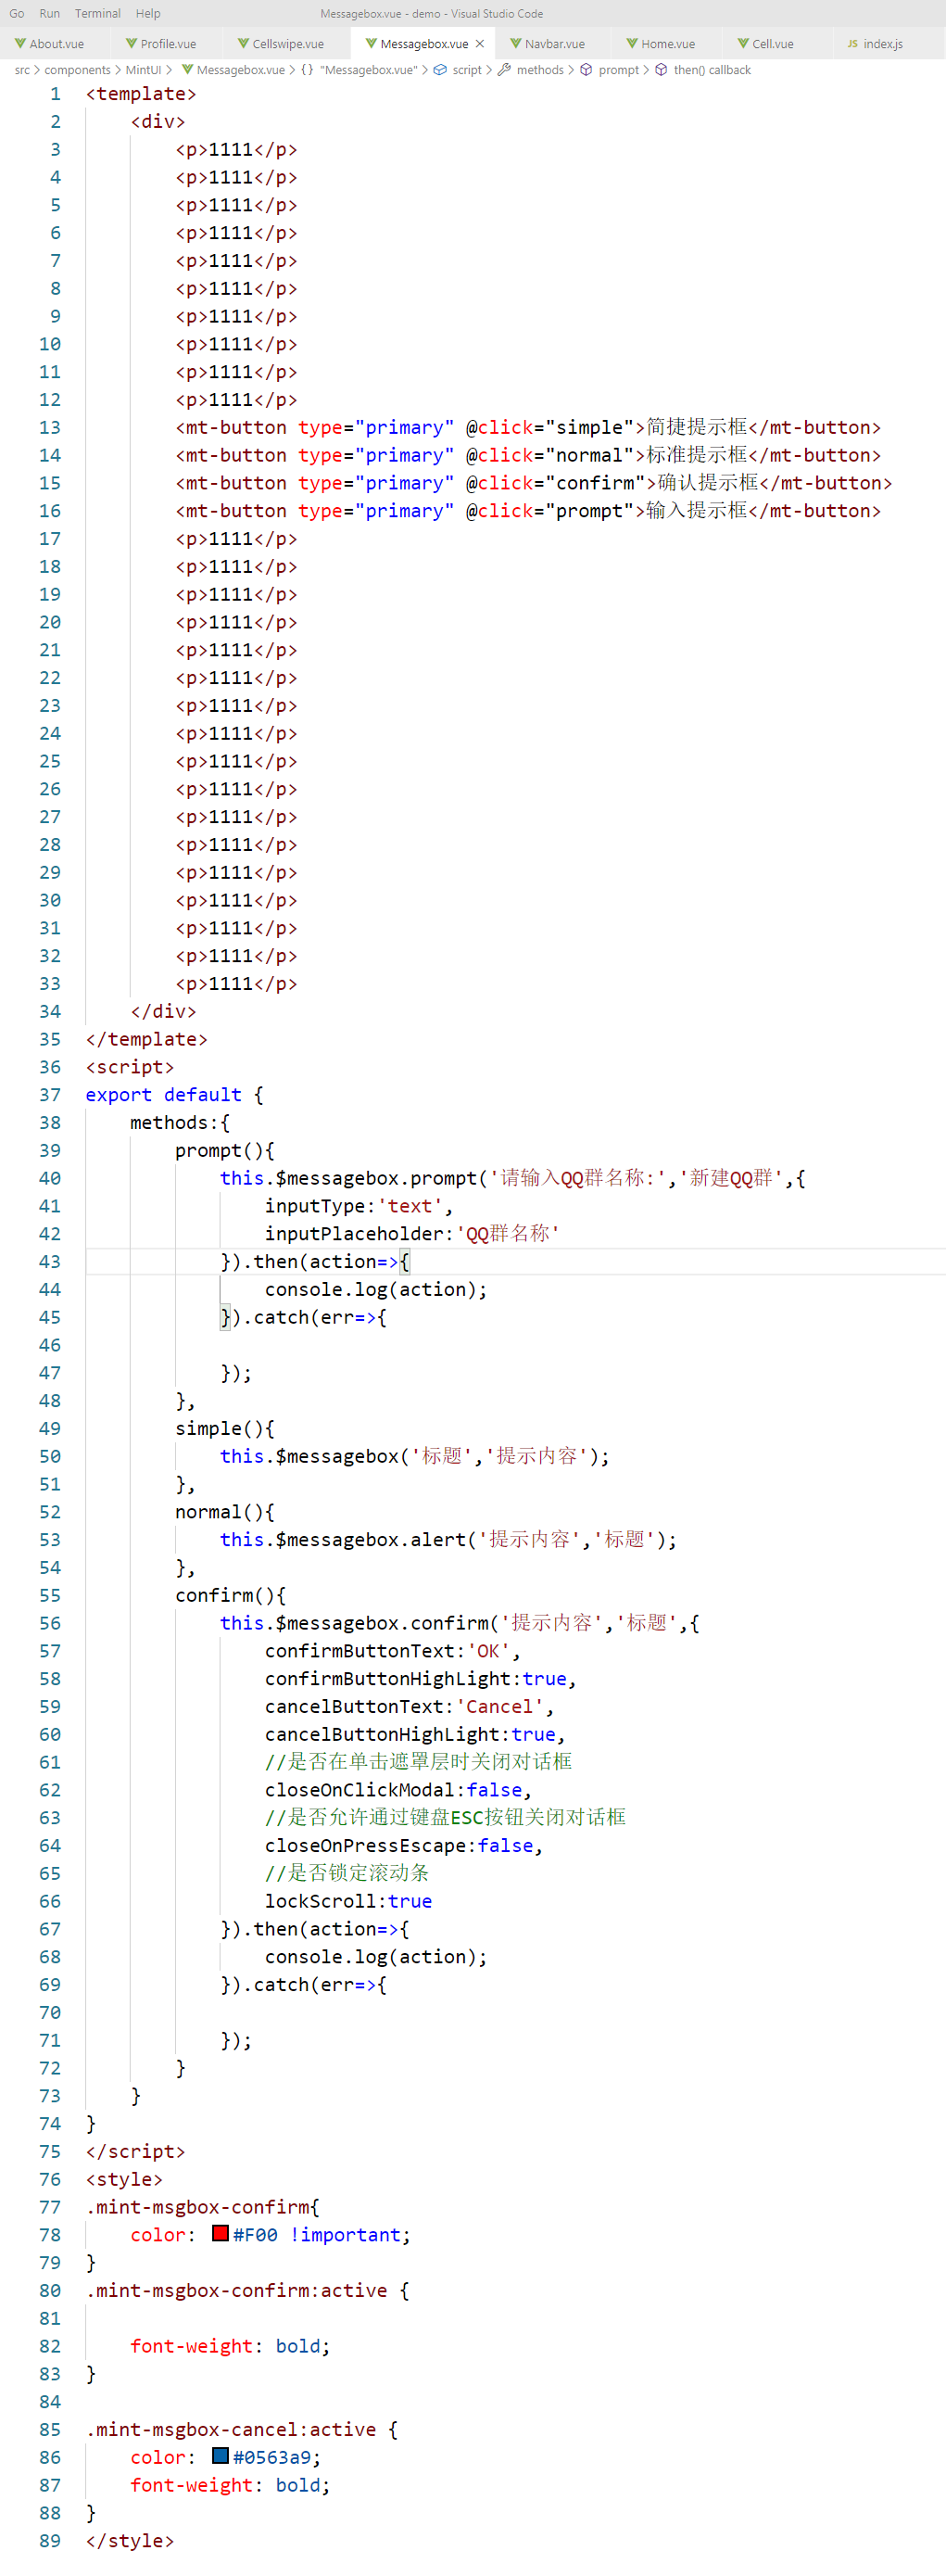 Go Run Terminal Help Messagebox.vue - demo - Visual Studio Code
About.vue Profile.vue Cellswipe.vue Messagebox.vue × Navbar.vue Home.vue Cell.vue JS index.js
src > components > MintUI > Messagebox.vue > {} "Messagebox.vue" > script > methods > prompt > then() callback
1 <template>
2 <div>
3 <p>1111</p>
4 <p>1111</p>
5 <p>1111</p>
6 <p>1111</p>
7 <p>1111</p>
8 <p>1111</p>
9 <p>1111</p>
10 <p>1111</p>
11 <p>1111</p>
12 <p>1111</p>
13 <mt-button type="primary" @click="simple">简捷提示框</mt-button>
14 <mt-button type="primary" @click="normal">标准提示框</mt-button>
15 <mt-button type="primary" @click="confirm">确认提示框</mt-button>
16 <mt-button type="primary" @click="prompt">输入提示框</mt-button>
17 <p>1111</p>
18 <p>1111</p>
19 <p>1111</p>
20 <p>1111</p>
21 <p>1111</p>
22 <p>1111</p>
23 <p>1111</p>
24 <p>1111</p>
25 <p>1111</p>
26 <p>1111</p>
27 <p>1111</p>
28 <p>1111</p>
29 <p>1111</p>
30 <p>1111</p>
31 <p>1111</p>
32 <p>1111</p>
33 <p>1111</p>
34 </div>
35 </template>
36 <script>
37 export default {
38 methods:{
39 prompt(){
40 this.$messagebox.prompt('请输入QQ群名称:','新建QQ群',{
41 inputType:'text',
42 inputPlaceholder:'QQ群名称'
43 }).then(action=>{
44 console.log(action);
45 }).catch(err=>{
46
47 });
48 },
49 simple(){
50 this.$messagebox('标题','提示内容');
51 },
52 normal(){
53 this.$messagebox.alert('提示内容','标题');
54 },
55 confirm(){
56 this.$messagebox.confirm('提示内容','标题',{
57 confirmButtonText:'OK',
58 confirmButtonHighLight:true,
59 cancelButtonText:'Cancel',
60 cancelButtonHighLight:true,
61 //是否在单击遮罩层时关闭对话框
62 closeOnClickModal:false,
63 //是否允许通过键盘ESC按钮关闭对话框
64 closeOnPressEscape:false,
65 //是否锁定滚动条
66 lockScroll:true
67 }).then(action=>{
68 console.log(action);
69 }).catch(err=>{
70
71 });
72 }
73 }
74 }
75 </script>
76 <style>
77 .mint-msgbox-confirm{
78 color: #F00 !important;
79 }
80 .mint-msgbox-confirm:active {
81
82 font-weight: bold;
83 }
84
85 .mint-msgbox-cancel:active {
86 color: #0563a9;
87 font-weight: bold;
88 }
89 </style>